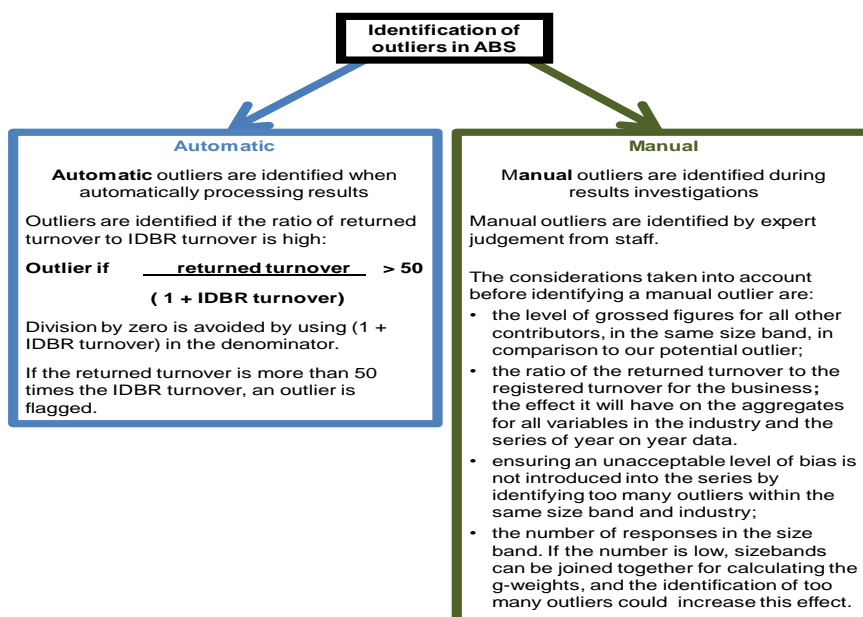 Identification of
outliers in ABS
Automatic
Automatic outliers are identified when
automatically processing results
Outliers are identified if the ratio of returned
turnover to IDBR turnover is high:
Outlier if returned turnover > 50
( 1 + IDBR turnover)
Division by zero is avoided by using (1 +
IDBR turnover) in the denominator.
If the returned turnover is more than 50
times the IDBR turnover, an outlier is
flagged.
Manual
Manual outliers are identified during
results investigations
Manual outliers are identified by expert
judgement from staff.
The considerations taken into account
before identifying a manual outlier are:
• the level of grossed figures for all other
contributors, in the same size band, in
comparison to our potential outlier;
• the ratio of the returned turnover to the
registered turnover for the business;
the effect it will have on the aggregates
for all variables in the industry and the
series of year on year data.
• ensuring an unacceptable level of bias is
not introduced into the series by
identifying too many outliers within the
same size band and industry;
• the number of responses in the size
band. If the number is low, sizebands
can be joined together for calculating the
g-weights, and the identification of too
many outliers could increase this effect.